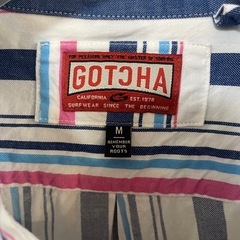 GOTCHA
CALIFORNIA EST. 1978
SURFWEAR SINCE THE BEGINNING
M
REMEMBER
YOUR
ROOTS